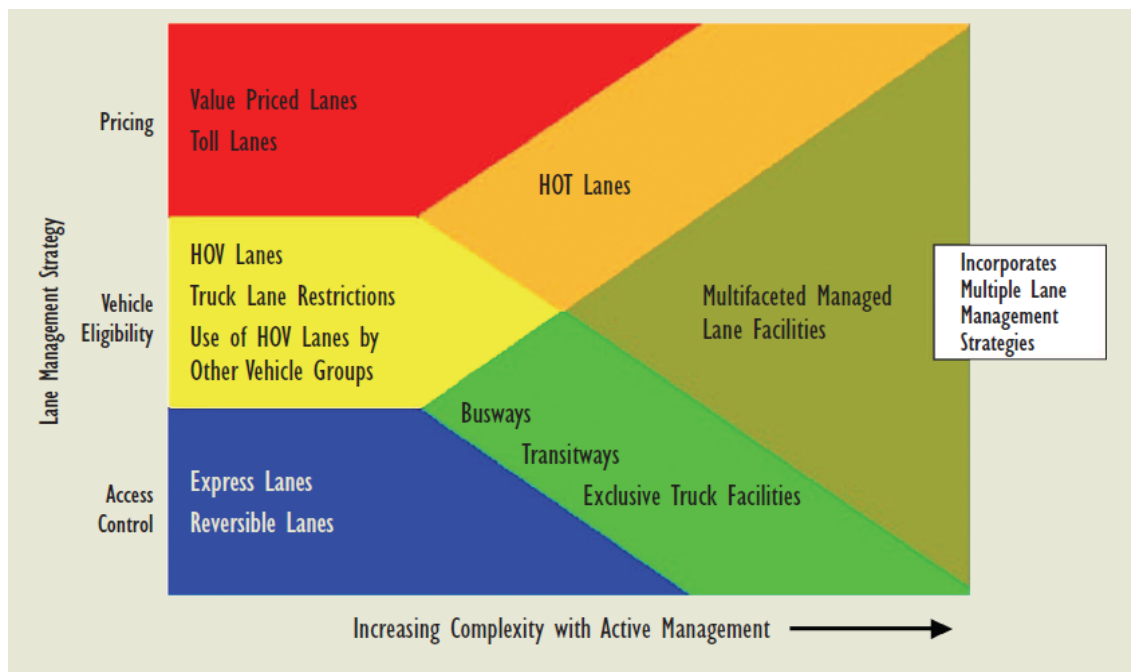 Lane Management Strategy
Pricing
Value Priced Lanes
Toll Lanes
HOT Lanes
Vehicle
Eligibility
HOV Lanes
Truck Lane Restrictions
Use of HOV Lanes by
Other Vehicle Groups
Multifaceted Managed
Lane Facilities
Incorporates
Multiple Lane
Management
Strategies
Access
Control
Express Lanes
Reversible Lanes
Busways
Transitways
Exclusive Truck Facilities
Increasing Complexity with Active Management